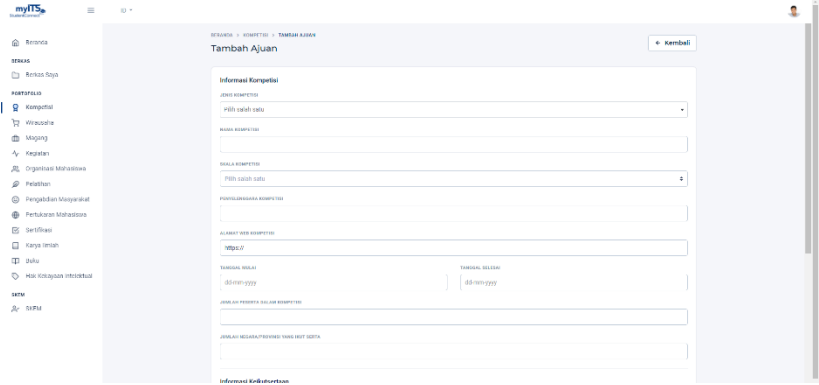 myITS
StudentConnect
ID
Beranda
BERKAS
Berkas Saya
PORTOFOLIO
Kompetisi
Wirausaha
Magang
Kegiatan
Organisasi Mahasiswa
Pelatihan
Pengabdian Masyarakat
Pertukaran Mahasiswa
Sertifikasi
Karya Ilmiah
Buku
Hak Kekayaan Intelektual
SKEM
SKEM
BERANDA > KOMPETISI > TAMBAH AJUAN
Tambah Ajuan
Kembali
Informasi Kompetisi
JENIS KOMPETISI
Pilih salah satu
NAMA KOMPETISI
SKALA KOMPETISI
Pilih salah satu
PENYELENGGARA KOMPETISI
ALAMAT WEB KOMPETISI
https://
TANGGAL MULAI
TANGGAL SELESAI
dd-mm-yyyy
dd-mm-yyyy
JUMLAH PESERTA DALAM KOMPETISI
JUMLAH NEGARA/PROVINSI YANG IKUT SERTA
Informasi Keikutsertaan